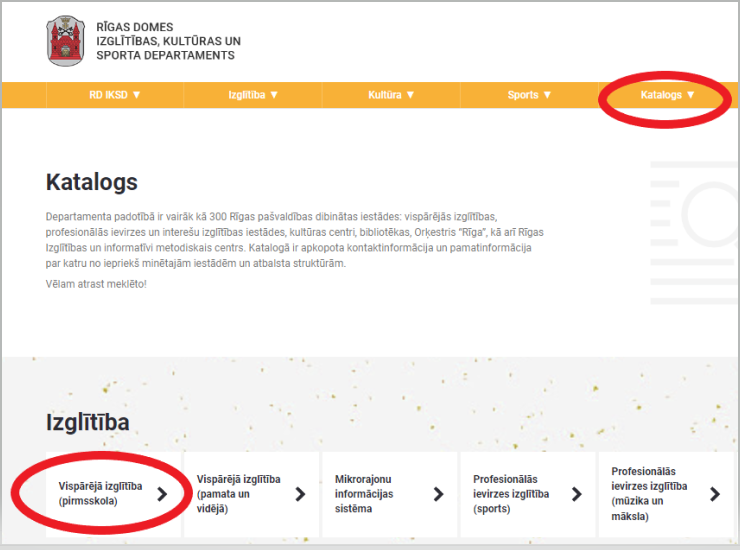 RĪGAS DOMES
IZGLĪTĪBAS, KULTŪRAS UN
SPORTA DEPARTAMENTS
RD IKSD ▼ Izglītība ▼ Kultūra ▼ Sports ▼ Katalogs ▼
Katalogs
Departamenta padotībā ir vairāk kā 300 Rīgas pašvaldības dibinātas iestādes: vispārējās izglītības,
profesionālās ievirzes un interešu izglītības iestādes, kultūras centri, bibliotēkas, Orķestris "Rīga", kā arī Rīgas
Izglītības un informatīvi metodiskais centrs. Katalogā ir apkopota kontaktinformācija un pamatinformācija
par katru no iepriekš minētajām iestādēm un atbalsta struktūrām.
Vēlam atrast meklēto!
Izglītība
Vispārējā izglītība
(pirmsskola)
Vispārējā izglītība
(pamata un
vidējā)
Mikrorajonu
informācijas
sistēma
Profesionālās
ievirzes izglītība
(sports)
Profesionālās
ievirzes izglītība
(mūzika un
māksla)